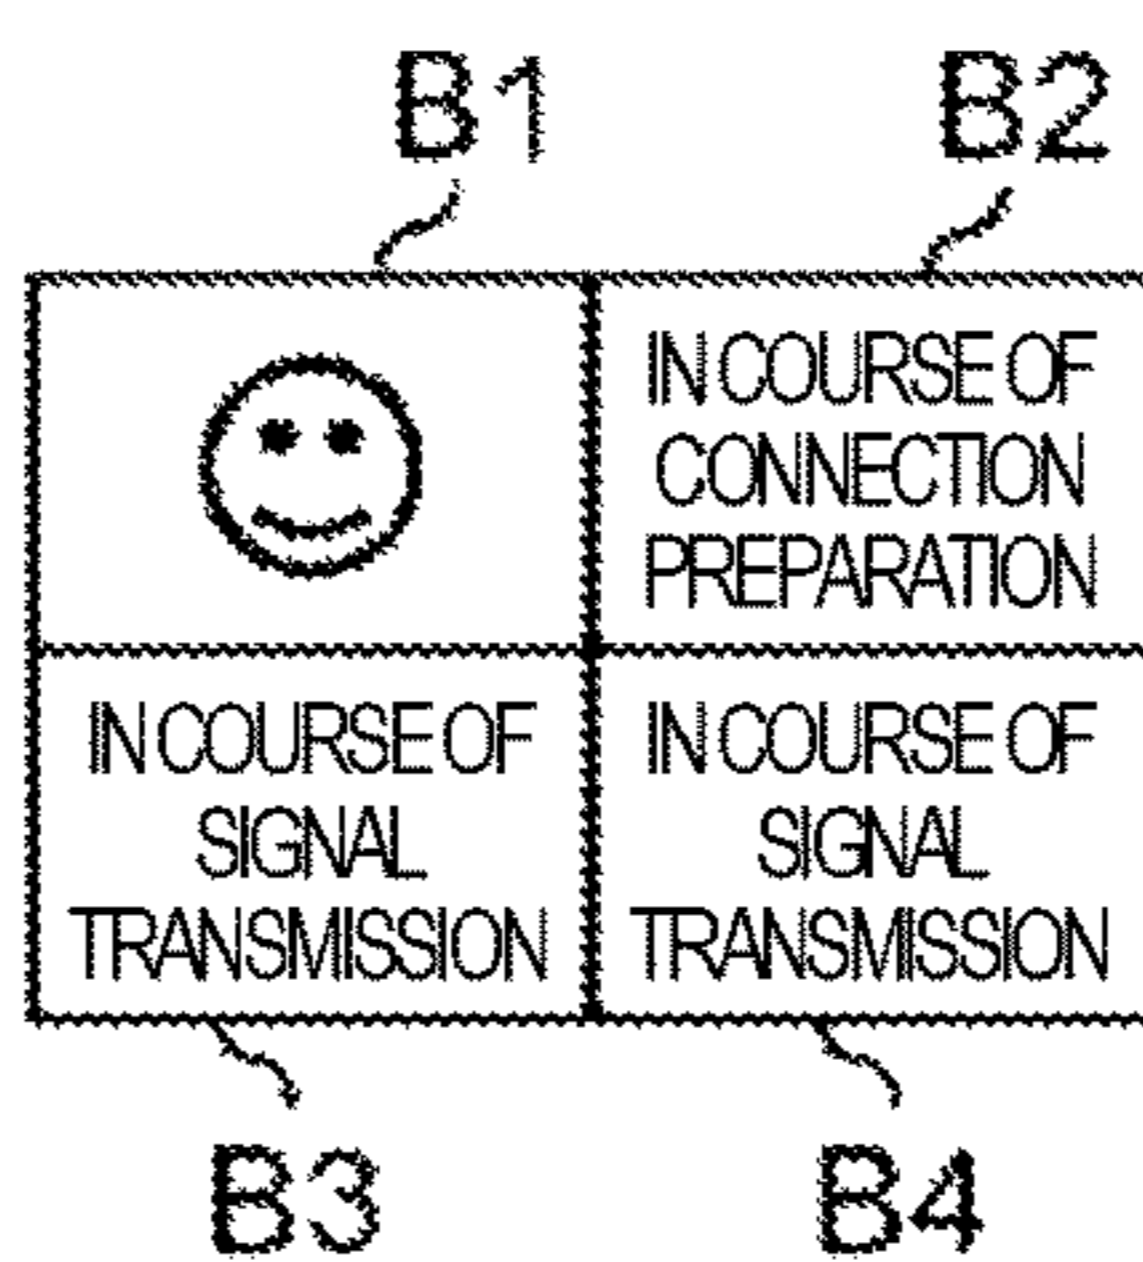 B1 B2
IN COURSE OF
CONNECTION
PREPARATION
IN COURSE OF
SIGNAL
TRANSMISSION
IN COURSE OF
SIGNAL
TRANSMISSION
B3 B4